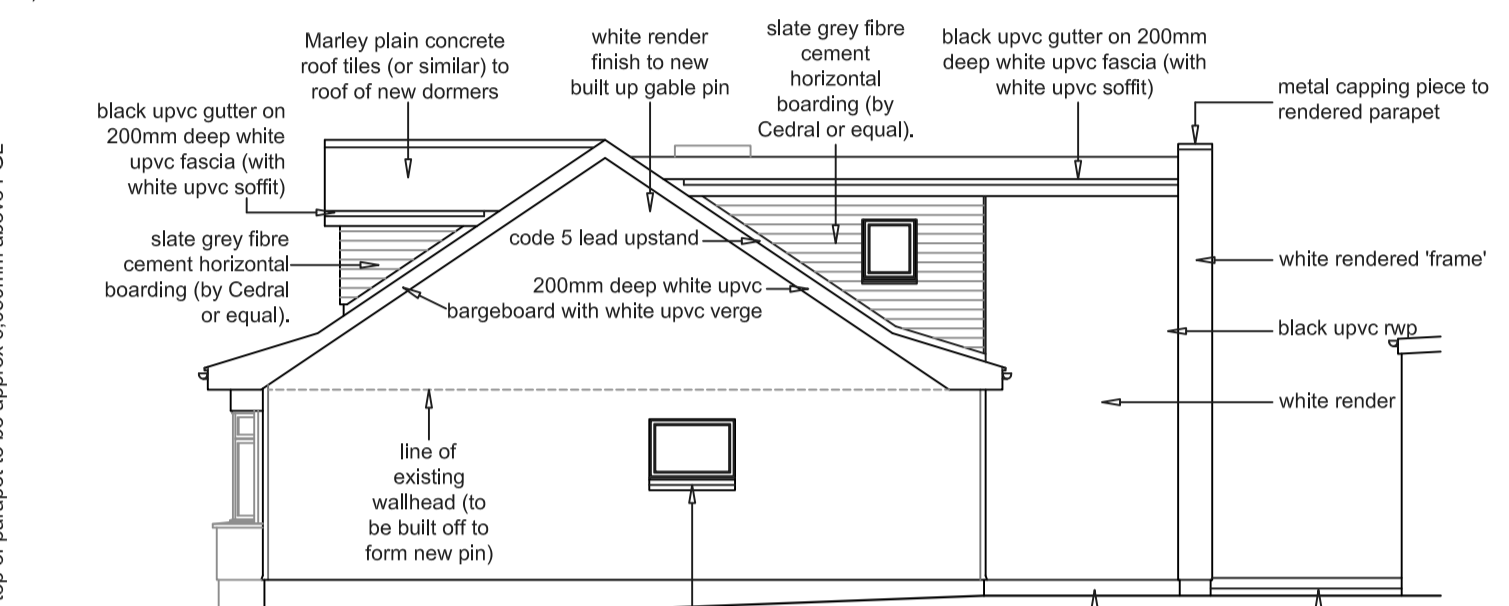 Marley plain concrete
roof tiles (or similar) to
roof of new dormers
white render
finish to new
built up gable pin
slate grey fibre
cement
horizontal
boarding (by
Cedral or equal).
black upvc gutter on 200mm
deep white upvc fascia (with
white upvc soffit)
metal capping piece to
rendered parapet
black upvc gutter on
200mm deep white
upvc fascia (with
white upvc soffit)
slate grey fibre
cement horizontal
boarding (by Cedral
or equal).
code 5 lead upstand
200mm deep white upvc
bargeboard with white upvc verge
white rendered 'frame'
black upvc rwp
white render
line of
existing
wallhead (to
be built off to
form new pin)